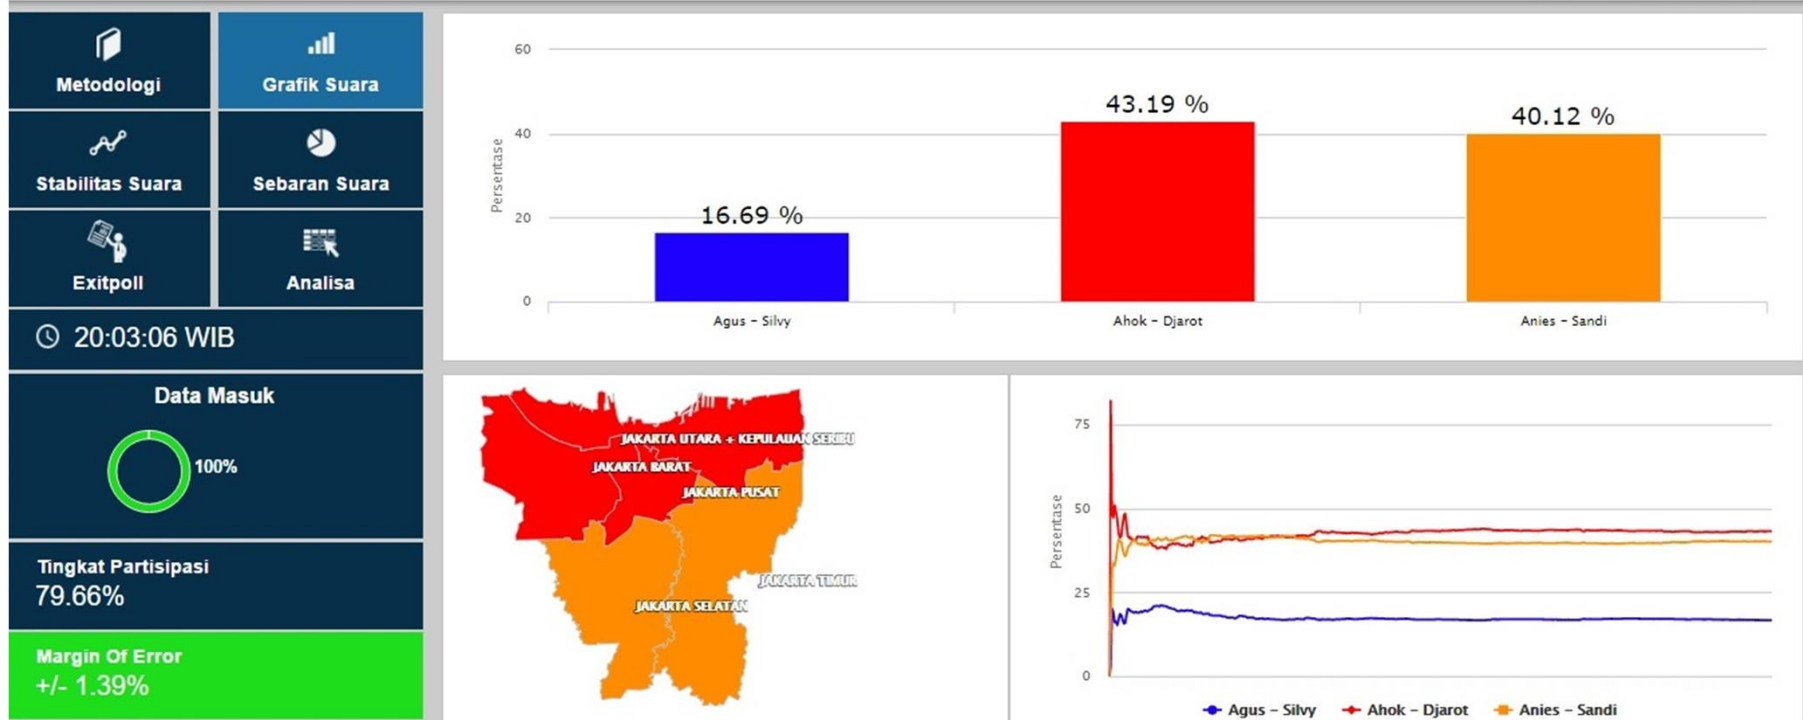 Metodologi
Grafik Suara
Stabilitas Suara
Sebaran Suara
Exitpoll
Analisa
20:03:06 WIB
Data Masuk
100%
Tingkat Partisipasi
79.66%
Margin Of Error
+/- 1.39%
60
40
20
0
Persentase
16.69 %
43.19 %
40.12 %
Agus - Silvy
Ahok - Djarot
Anies - Sandi
JAKARTA UTARA + KEPULAUAN SERIBU
JAKARTA BARAT
JAKARTA PUSAT
JAKARTA TIMUR
JAKARTA SELATAN
75
50
25
0
Persentase
Agus - Silvy
Ahok - Djarot
Anies - Sandi